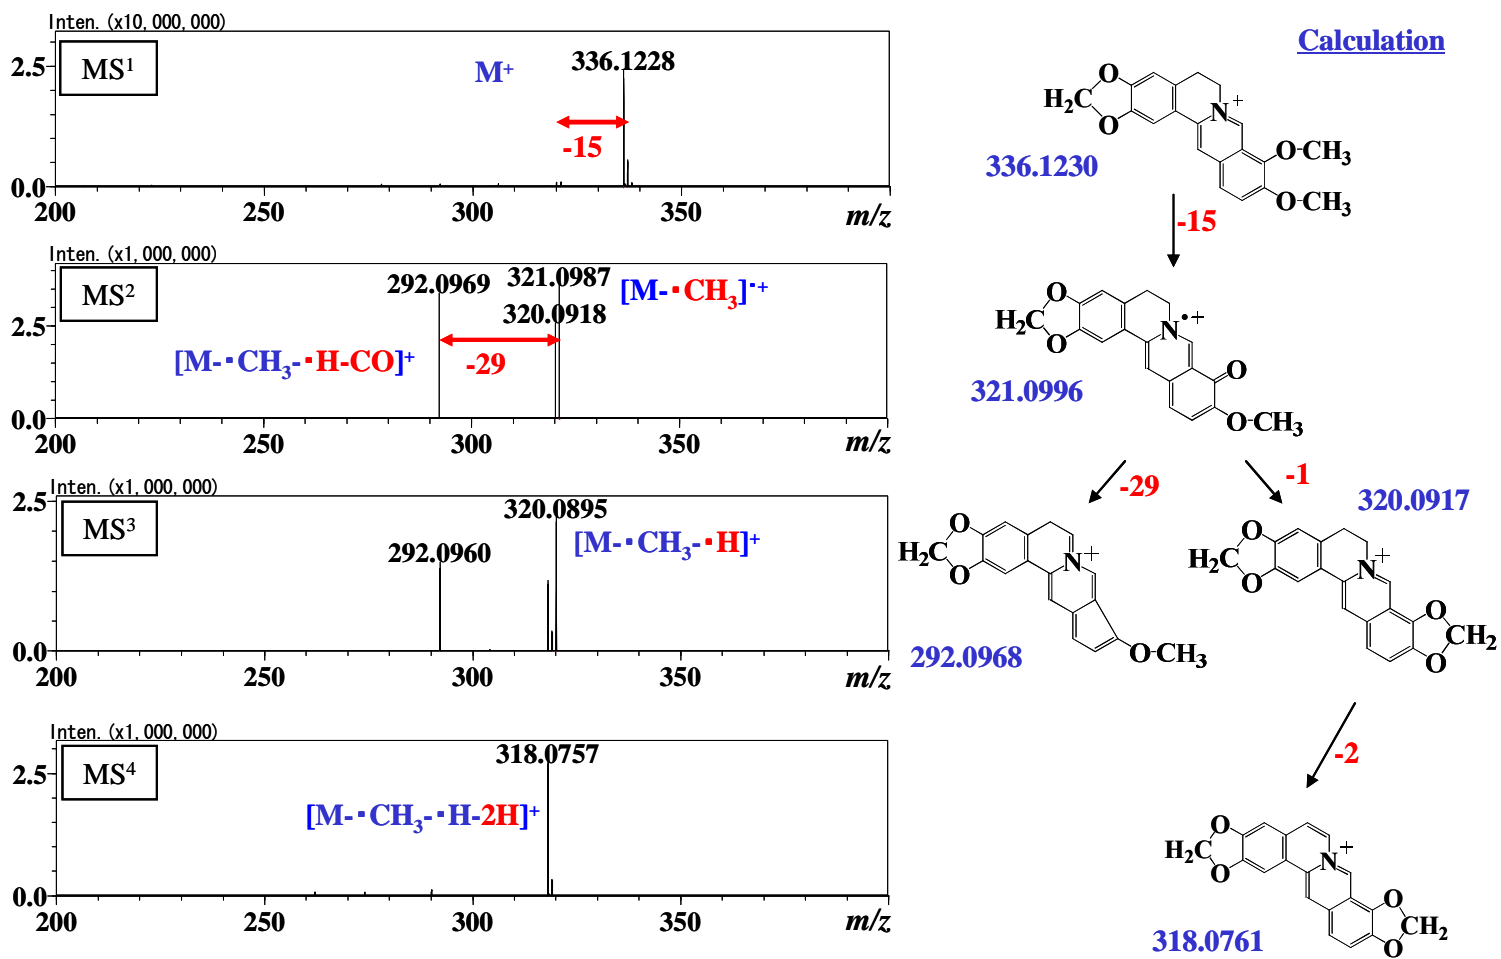 Inten. (x10,000,000)
MS1
M+
336.1228
-15
2.5
0.0
200
250
300
350
m/z
Inten. (x1,000,000)
MS2
292.0969
321.0987
320.0918
[M-·CH3]·+
[M-·CH3-·H-CO]+
-29
2.5
0.0
200
250
300
350
m/z
Inten. (x1,000,000)
MS3
320.0895
292.0960
[M-·CH3-·H]+
2.5
0.0
200
250
300
350
m/z
Inten. (x1,000,000)
MS4
318.0757
[M-·CH3-·H-2H]+
2.5
0.0
200
250
300
350
m/z
Calculation
H2C
O
O
N+
O-CH3
O-CH3
336.1230
-15
H2C
O
O
N•+
O
O-CH3
321.0996
-29
-1
H2C
O
O
N+
O-CH3
292.0968
320.0917
H2C
O
O
N+
O
CH2
O
-2
H2C
O
O
N+
O
CH2
O
318.0761